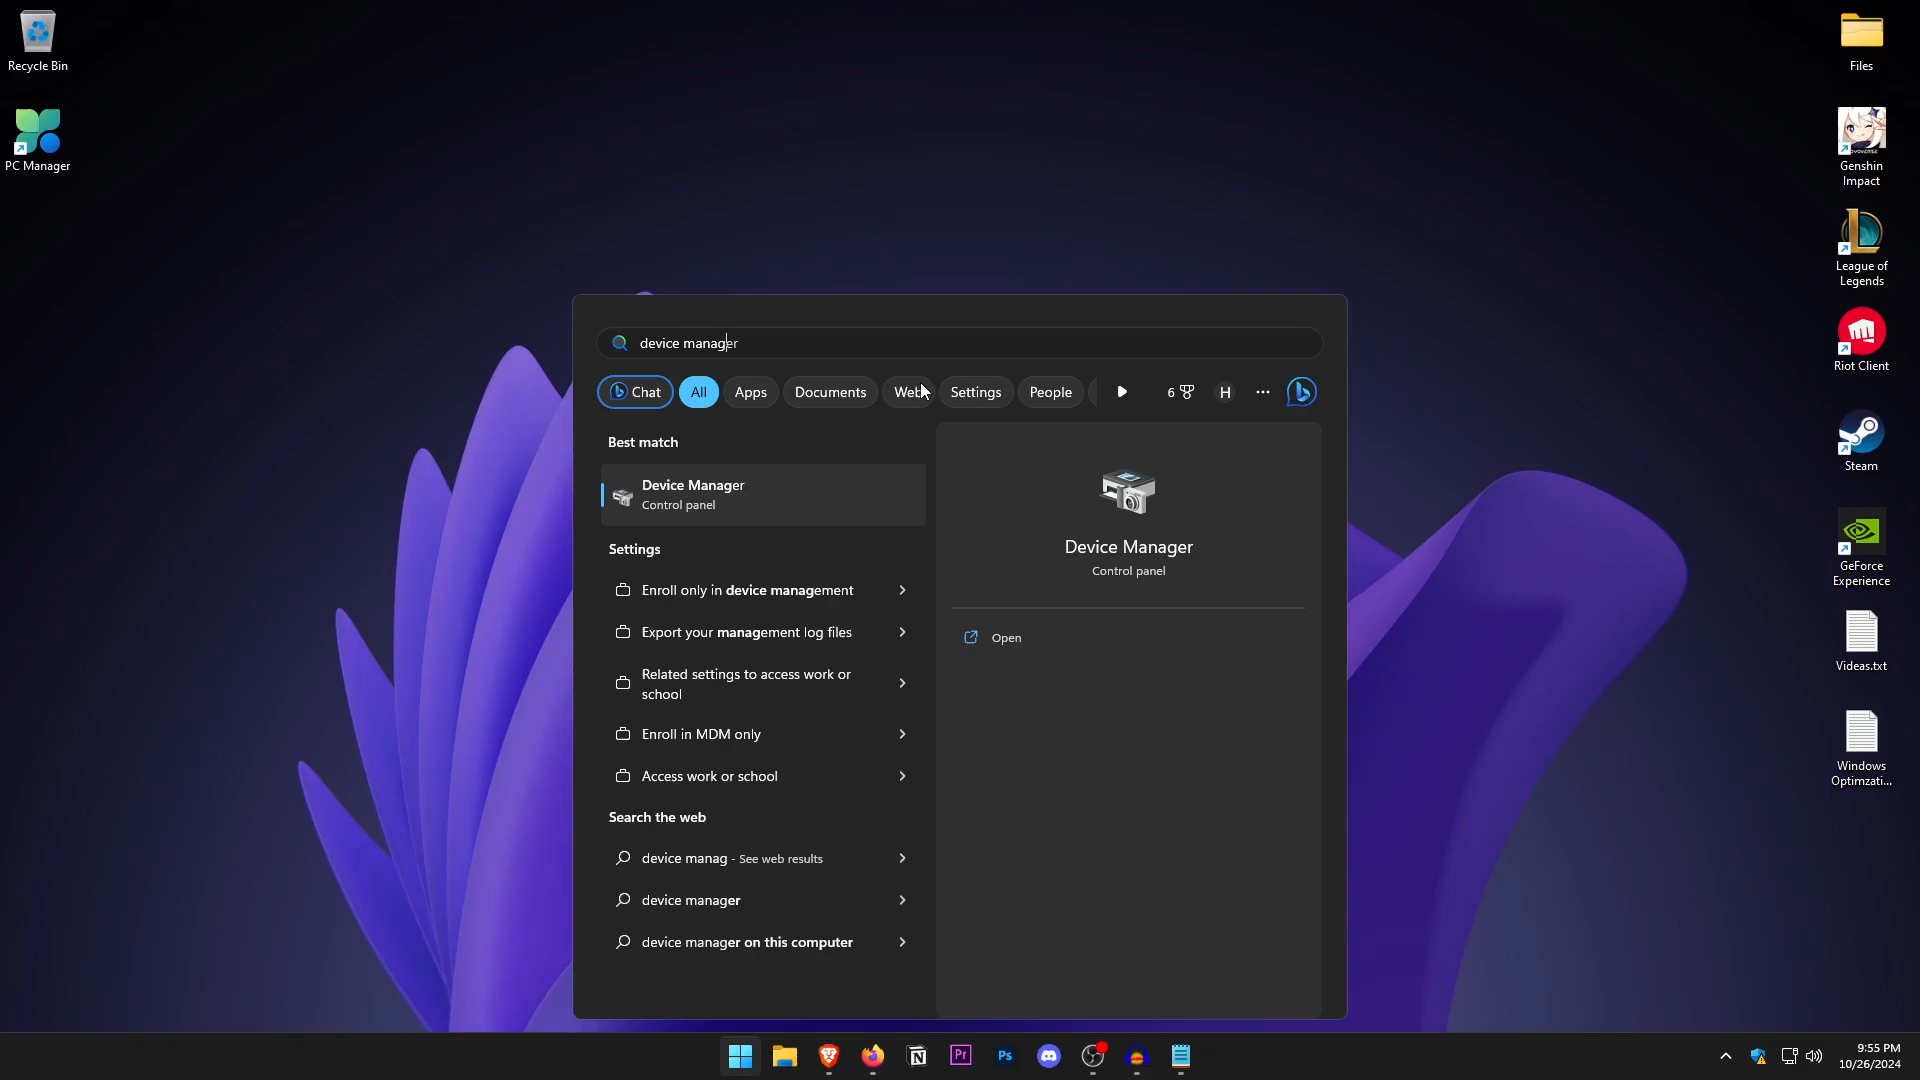 Recycle Bin
PC Manager
Files
Genshin
Impact
League of
Legends
Riot Client
Steam
GeForce
Experience
Videas.txt
Windows
Optimzati...
device manager
Chat
All
Apps
Documents
Web
Settings
People
6
H
Best match
Device Manager
Control panel
Settings
Enroll only in device management
Export your management log files
Related settings to access work or
school
Enroll in MDM only
Access work or school
Search the web
device manag - See web results
device manager
device manager on this computer
Device Manager
Control panel
Open
Pr
Ps
9:55 PM
10/26/2024